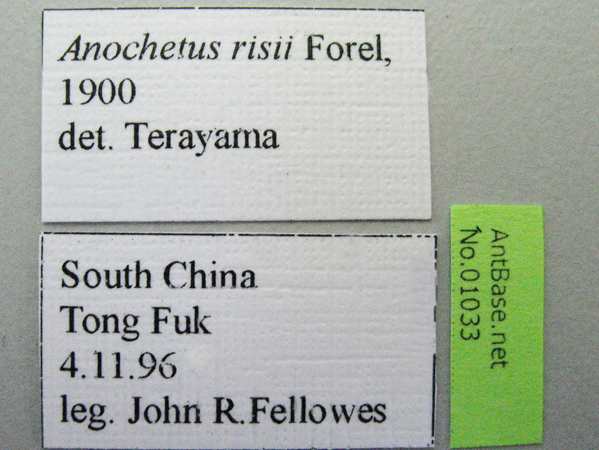 Anochetus risii Forel,
1900
det. Terayama
South China
Tong Fuk
4.11.96
leg. John R.Fellowes
AntBase.net
No.01033